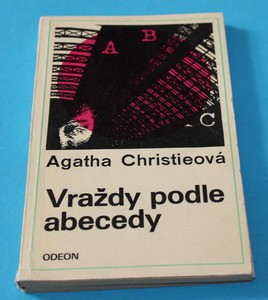 A B
C
Agatha Christieová
Vraždy podle
abecedy
ODEON